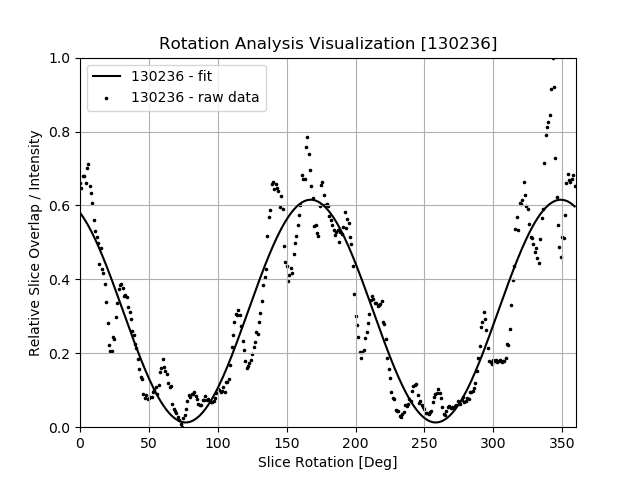 Rotation Analysis Visualization [130236]
130236 - fit
130236 - raw data
Relative Slice Overlap / Intensity
1.0
0.8
0.6
0.4
0.2
0.0
0 50 100 150 200 250 300 350
Slice Rotation [Deg]